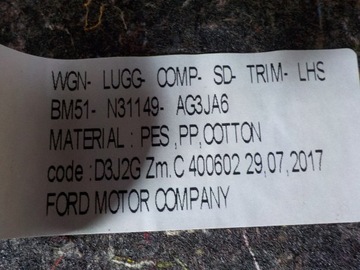 WGN- LUGG- COMP- SD- TRIM- LHS
BM51- N31149- AG3JA6
MATERIAL : PES ,PP,COTTON
code : D3J2G Zm.C 400602 29,07,2017
FORD MOTOR COMPANY